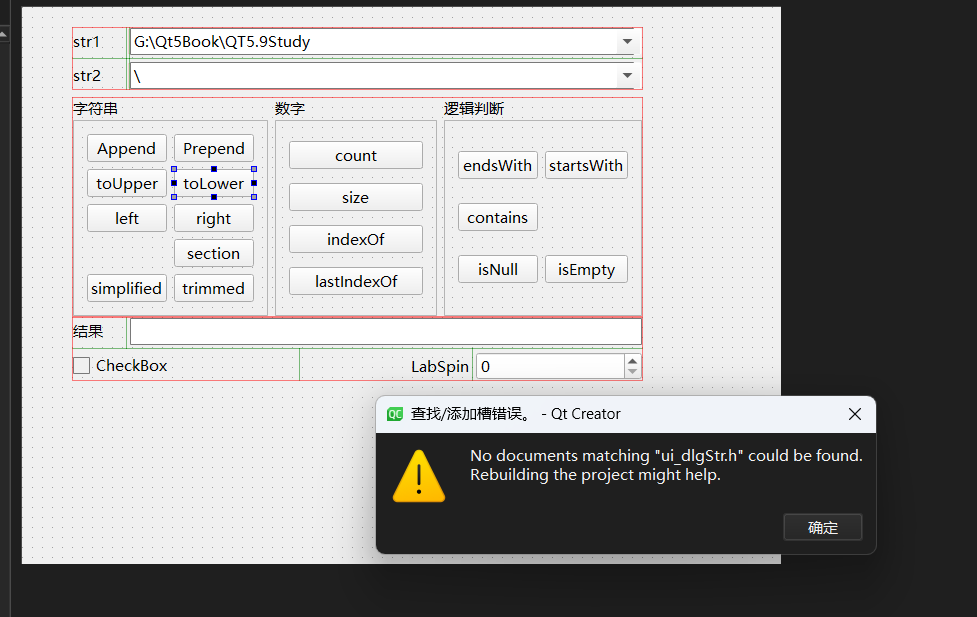 str1 G:\Qt5Book\QT5.9Study
str2 \
字符串 数字 逻辑判断
Append Prepend
toUpper toLower
left right
section
simplified trimmed
count
size
indexOf
lastIndexOf
endsWith startsWith
contains
isNull isEmpty
结果
CheckBox LabSpin 0
QC 查找/添加槽错误。 - Qt Creator
No documents matching "ui_dlgStr.h" could be found.
Rebuilding the project might help.
确定